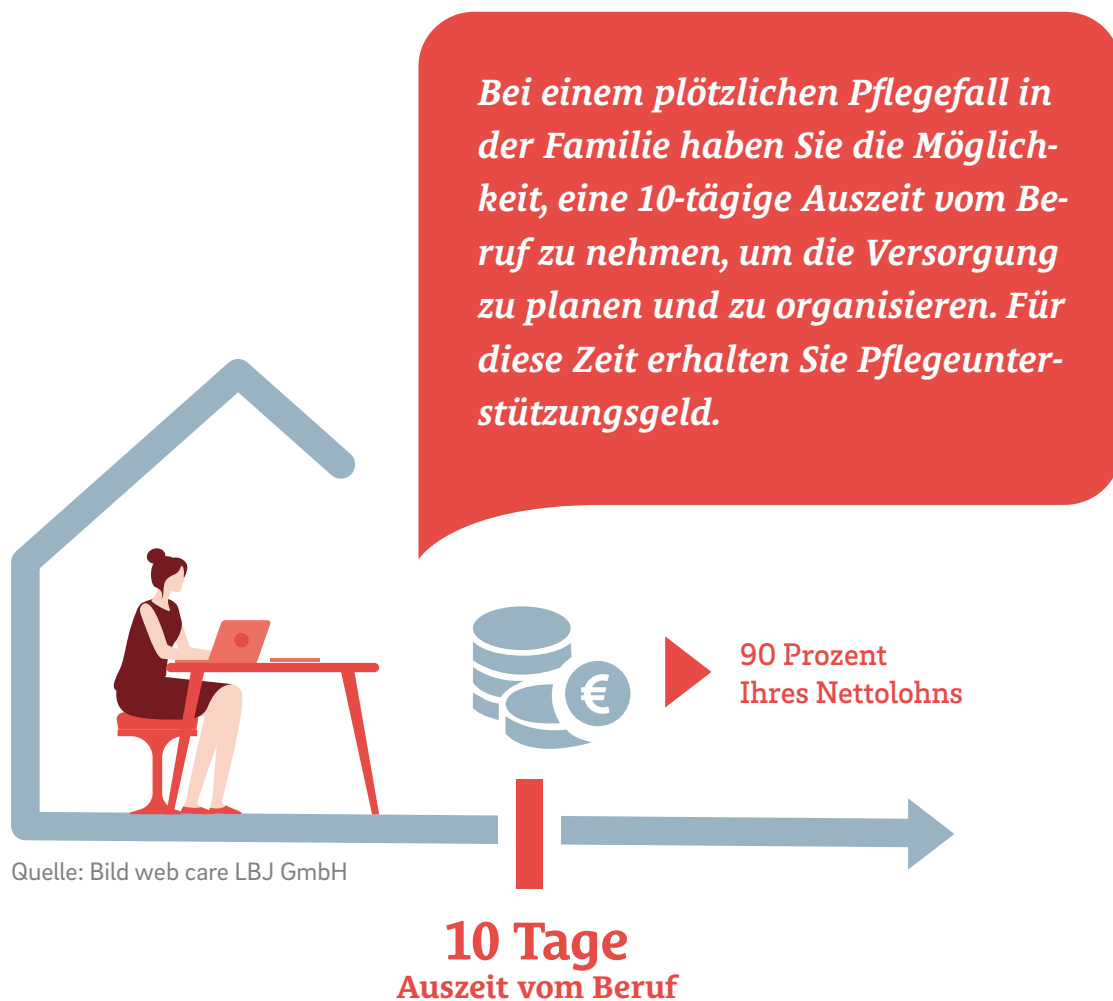 Bei einem plötzlichen Pflegefall in
der Familie haben Sie die Möglich-
keit, eine 10-tägige Auszeit vom Be-
ruf zu nehmen, um die Versorgung
zu planen und zu organisieren. Für
diese Zeit erhalten Sie Pflegeunter-
stützungsgeld.
€
90 Prozent
Ihres Nettolohns
Quelle: Bild web care LBJ GmbH
10 Tage
Auszeit vom Beruf